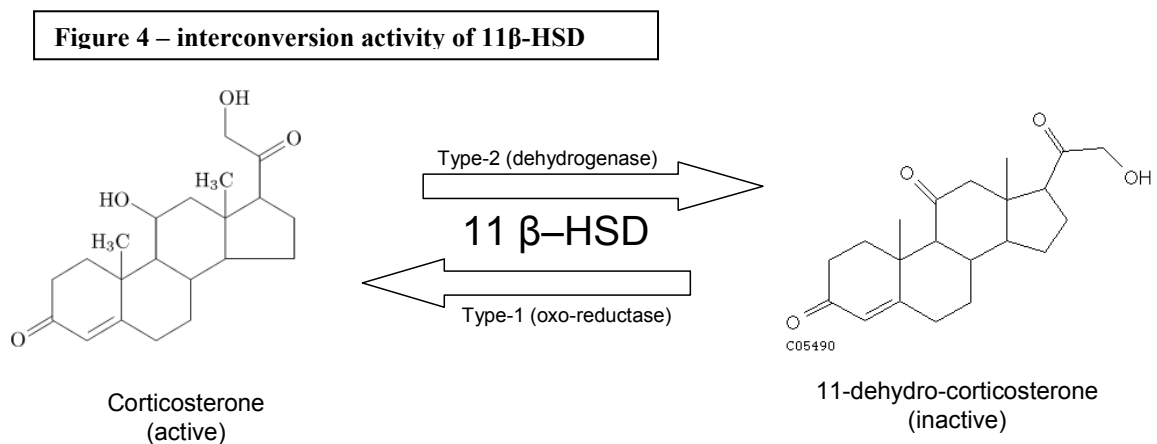 Figure 4 – interconversion activity of 11β-HSD
OH
O
H₃C
HO
H₃C
O
Corticosterone
(active)
Type-2 (dehydrogenase)
11 β–HSD
Type-1 (oxo-reductase)
O
O
OH
O
C05490
11-dehydro-corticosterone
(inactive)